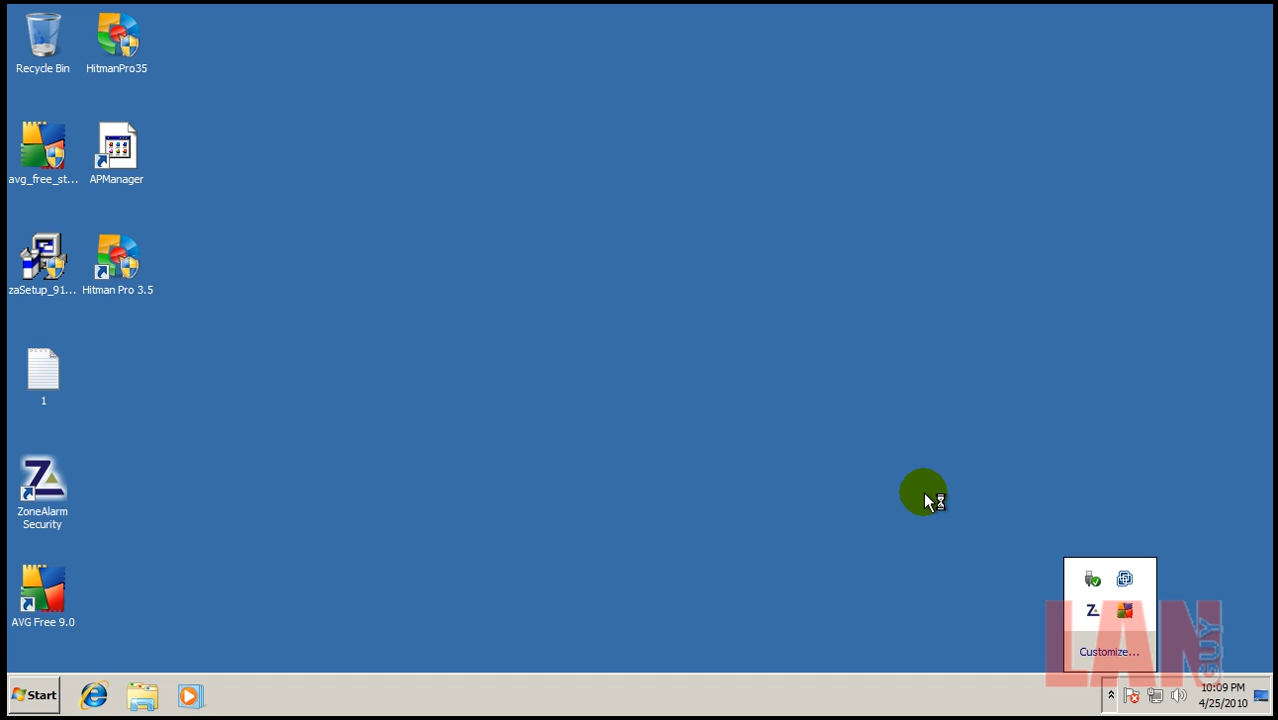 Recycle Bin
HitmanPro35
avg_free_st...
APManager
zaSetup_91...
Hitman Pro 3.5
1
ZoneAlarm
Security
AVG Free 9.0
Customize...
LAN
GUY
Start
10:09 PM
4/25/2010